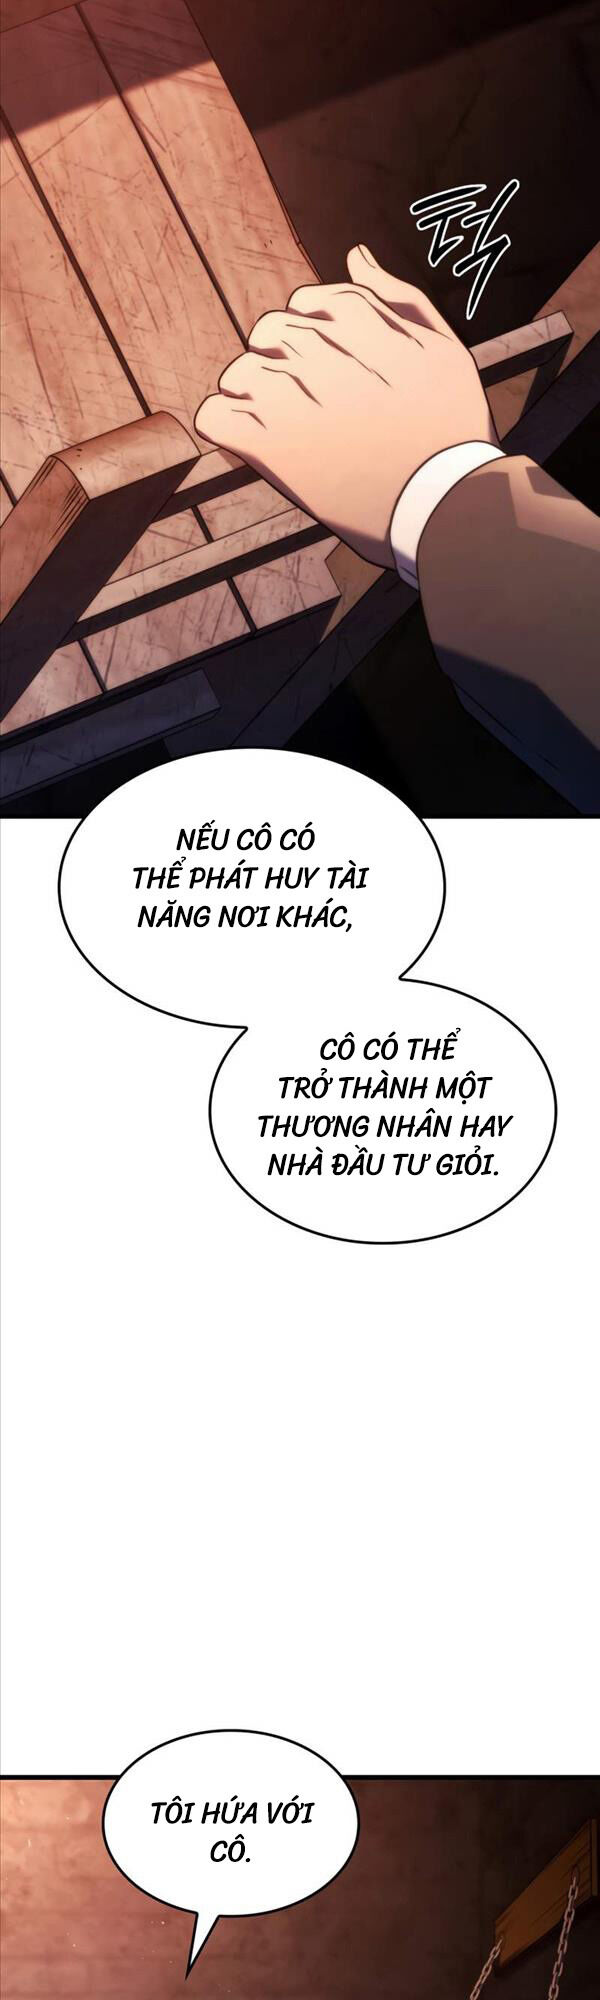 턱
NẾU CÔ CÓ
THỂ PHÁT HUY TÀI
NĂNG NƠI KHÁC,
CÔ CÓ THỂ
TRỞ THÀNH MỘT
THƯƠNG NHÂN HAY
NHÀ ĐẦU TƯ GIỎI.
TÔI HỨA VỚI
CÔ.